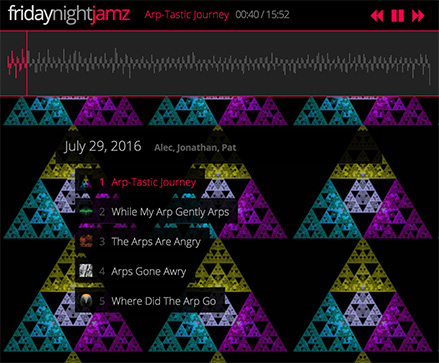 fridaynightjamz Arp-Tastic Journey 00:40 / 15:52
July 29, 2016 Alec, Jonathan, Pat
1 Arp-Tastic Journey
2 While My Arp Gently Arps
3 The Arps Are Angry
4 Arps Gone Awry
5 Where Did The Arp Go